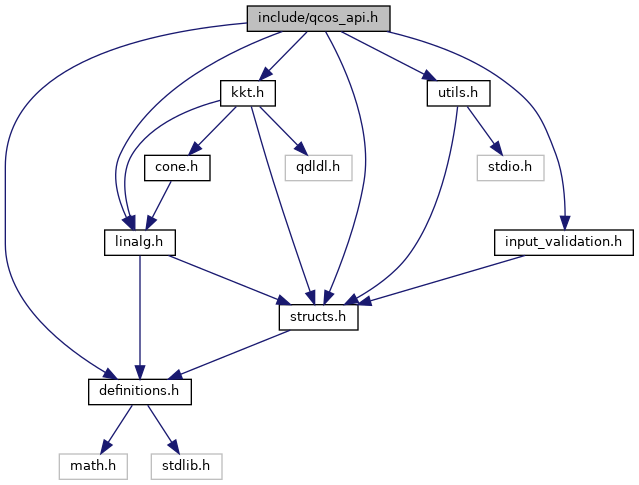 include/qcos_api.h
kkt.h
utils.h
cone.h
qdldl.h
stdio.h
linalg.h
input_validation.h
structs.h
definitions.h
math.h
stdlib.h